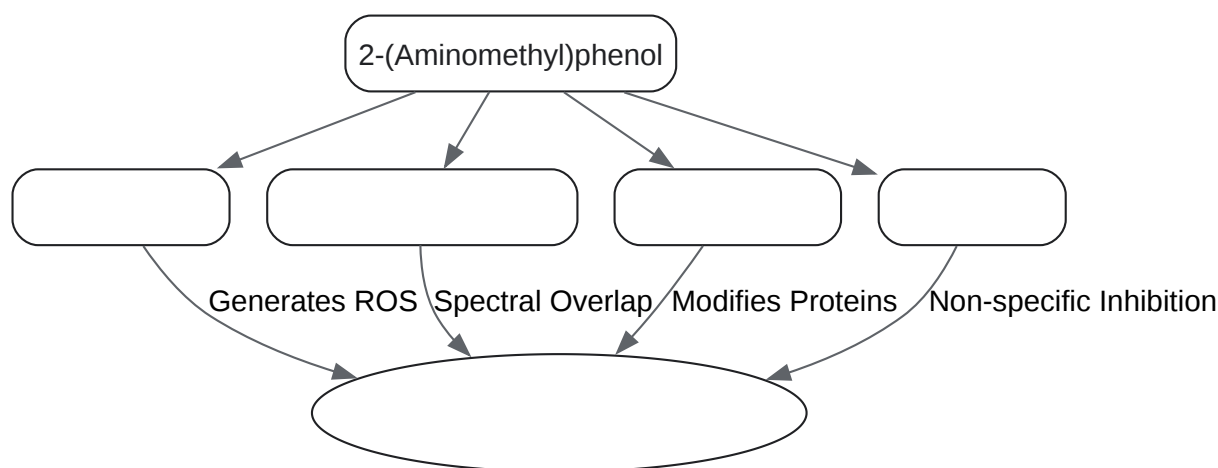 2-(Aminomethyl)phenol
Generates ROS
Spectral Overlap
Modifies Proteins
Non-specific Inhibition